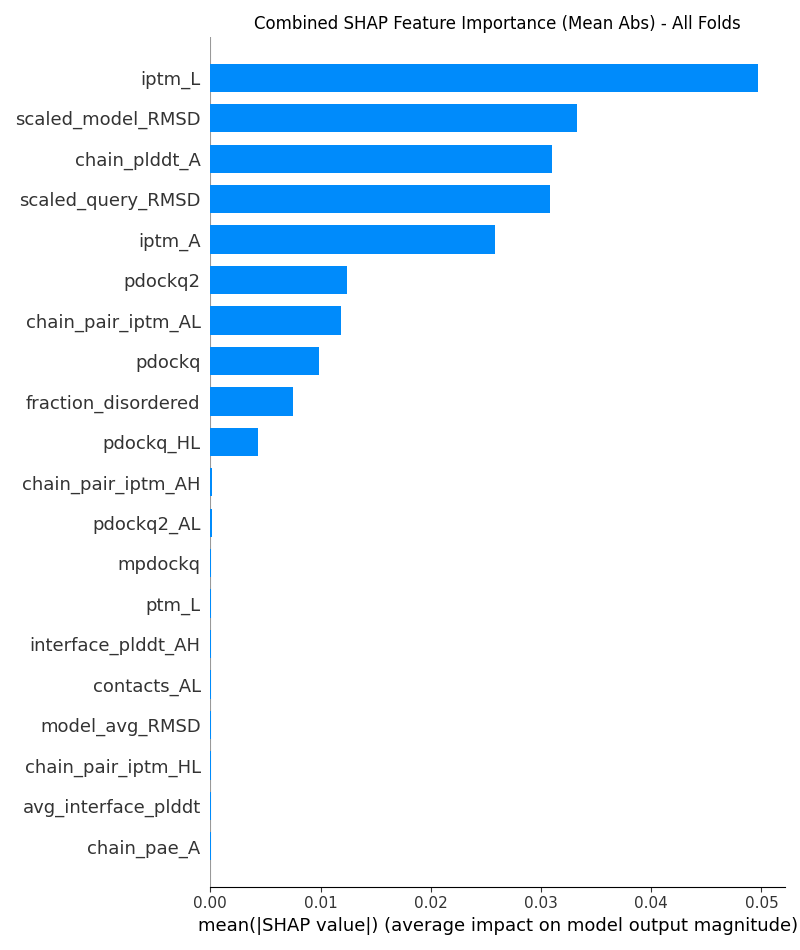 Combined SHAP Feature Importance (Mean Abs) - All Folds
iptm_L
scaled_model_RMSD
chain_plddt_A
scaled_query_RMSD
iptm_A
pdockq2
chain_pair_iptm_AL
pdockq
fraction_disordered
pdockq_HL
chain_pair_iptm_AH
pdockq2_AL
mpdockq
ptm_L
interface_plddt_AH
contacts_AL
model_avg_RMSD
chain_pair_iptm_HL
avg_interface_plddt
chain_pae_A
0.00 0.01 0.02 0.03 0.04 0.05
mean(|SHAP value|) (average impact on model output magnitude)